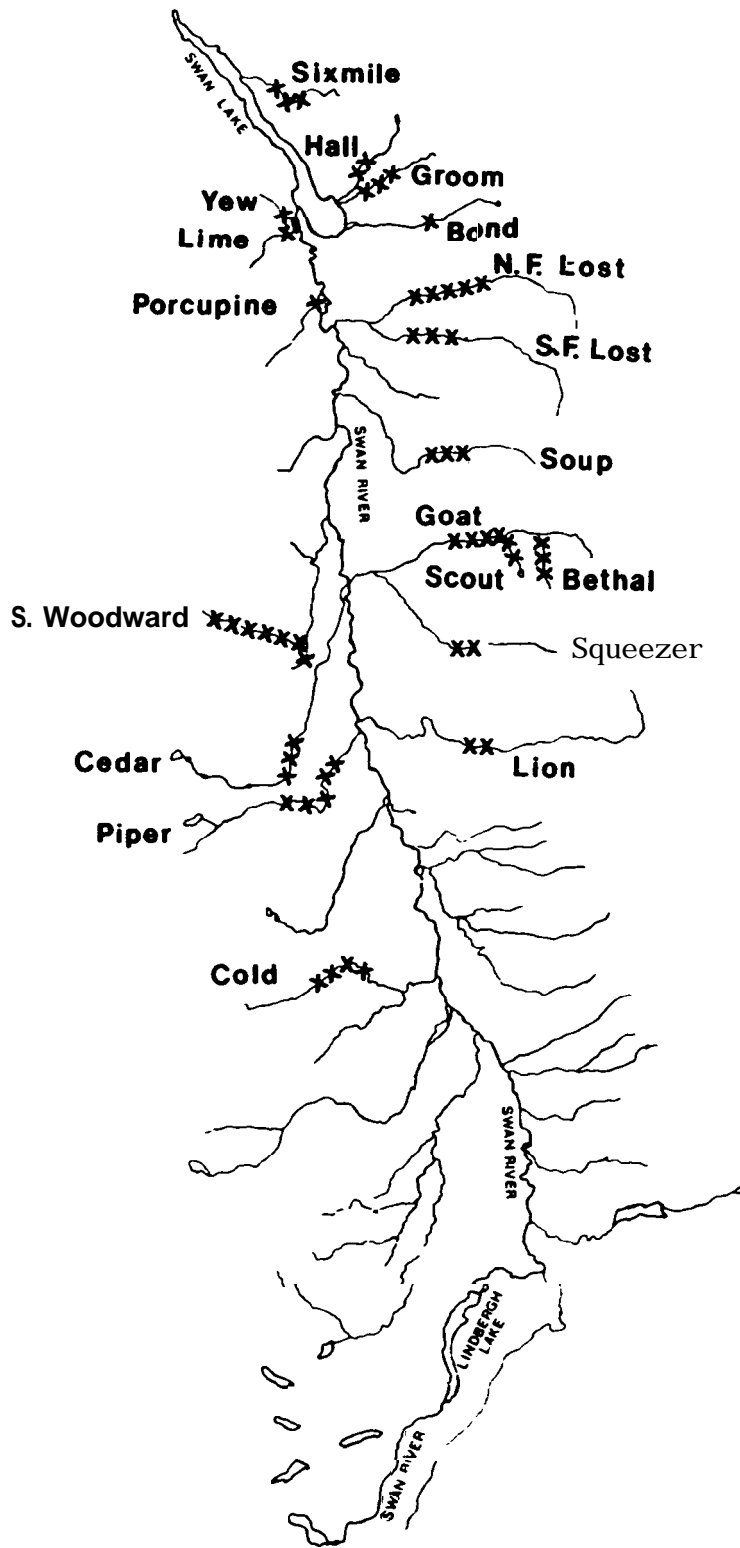 Sixmile
SWAN LAKE
Hall
Groom
Yew
Bond
Lime
N.F. Lost
Porcupine
S.F. Lost
SWAN RIVER
Soup
Goat
Scout
Bethal
S. Woodward
Squeezer
Cedar
Lion
Piper
Cold
SWAN RIVER
LINDBERGH
LAKE
SWAN RIVER